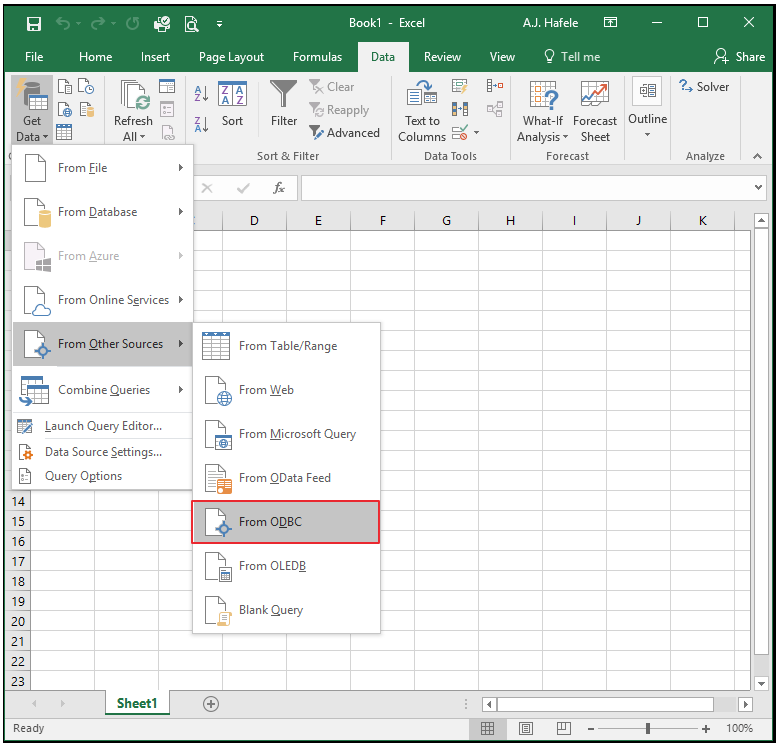 Book1 - Excel
A.J. Hafele
File Home Insert Page Layout Formulas Data Review View Tell me Share
Get Data
Refresh All
Sort
Filter
Clear
Reapply
Advanced
Text to Columns
What-If Analysis
Forecast Sheet
Outline
Solver
Sort & Filter
Data Tools
Forecast
Analyze
From File
From Database
From Azure
From Online Services
From Other Sources
Combine Queries
Launch Query Editor...
Data Source Settings...
Query Options
fx
D E F G H I J K
From Table/Range
From Web
From Microsoft Query
From OData Feed
From ODBC
From OLEDB
Blank Query
14
15
16
17
18
19
20
21
22
23
Sheet1
Ready
100%